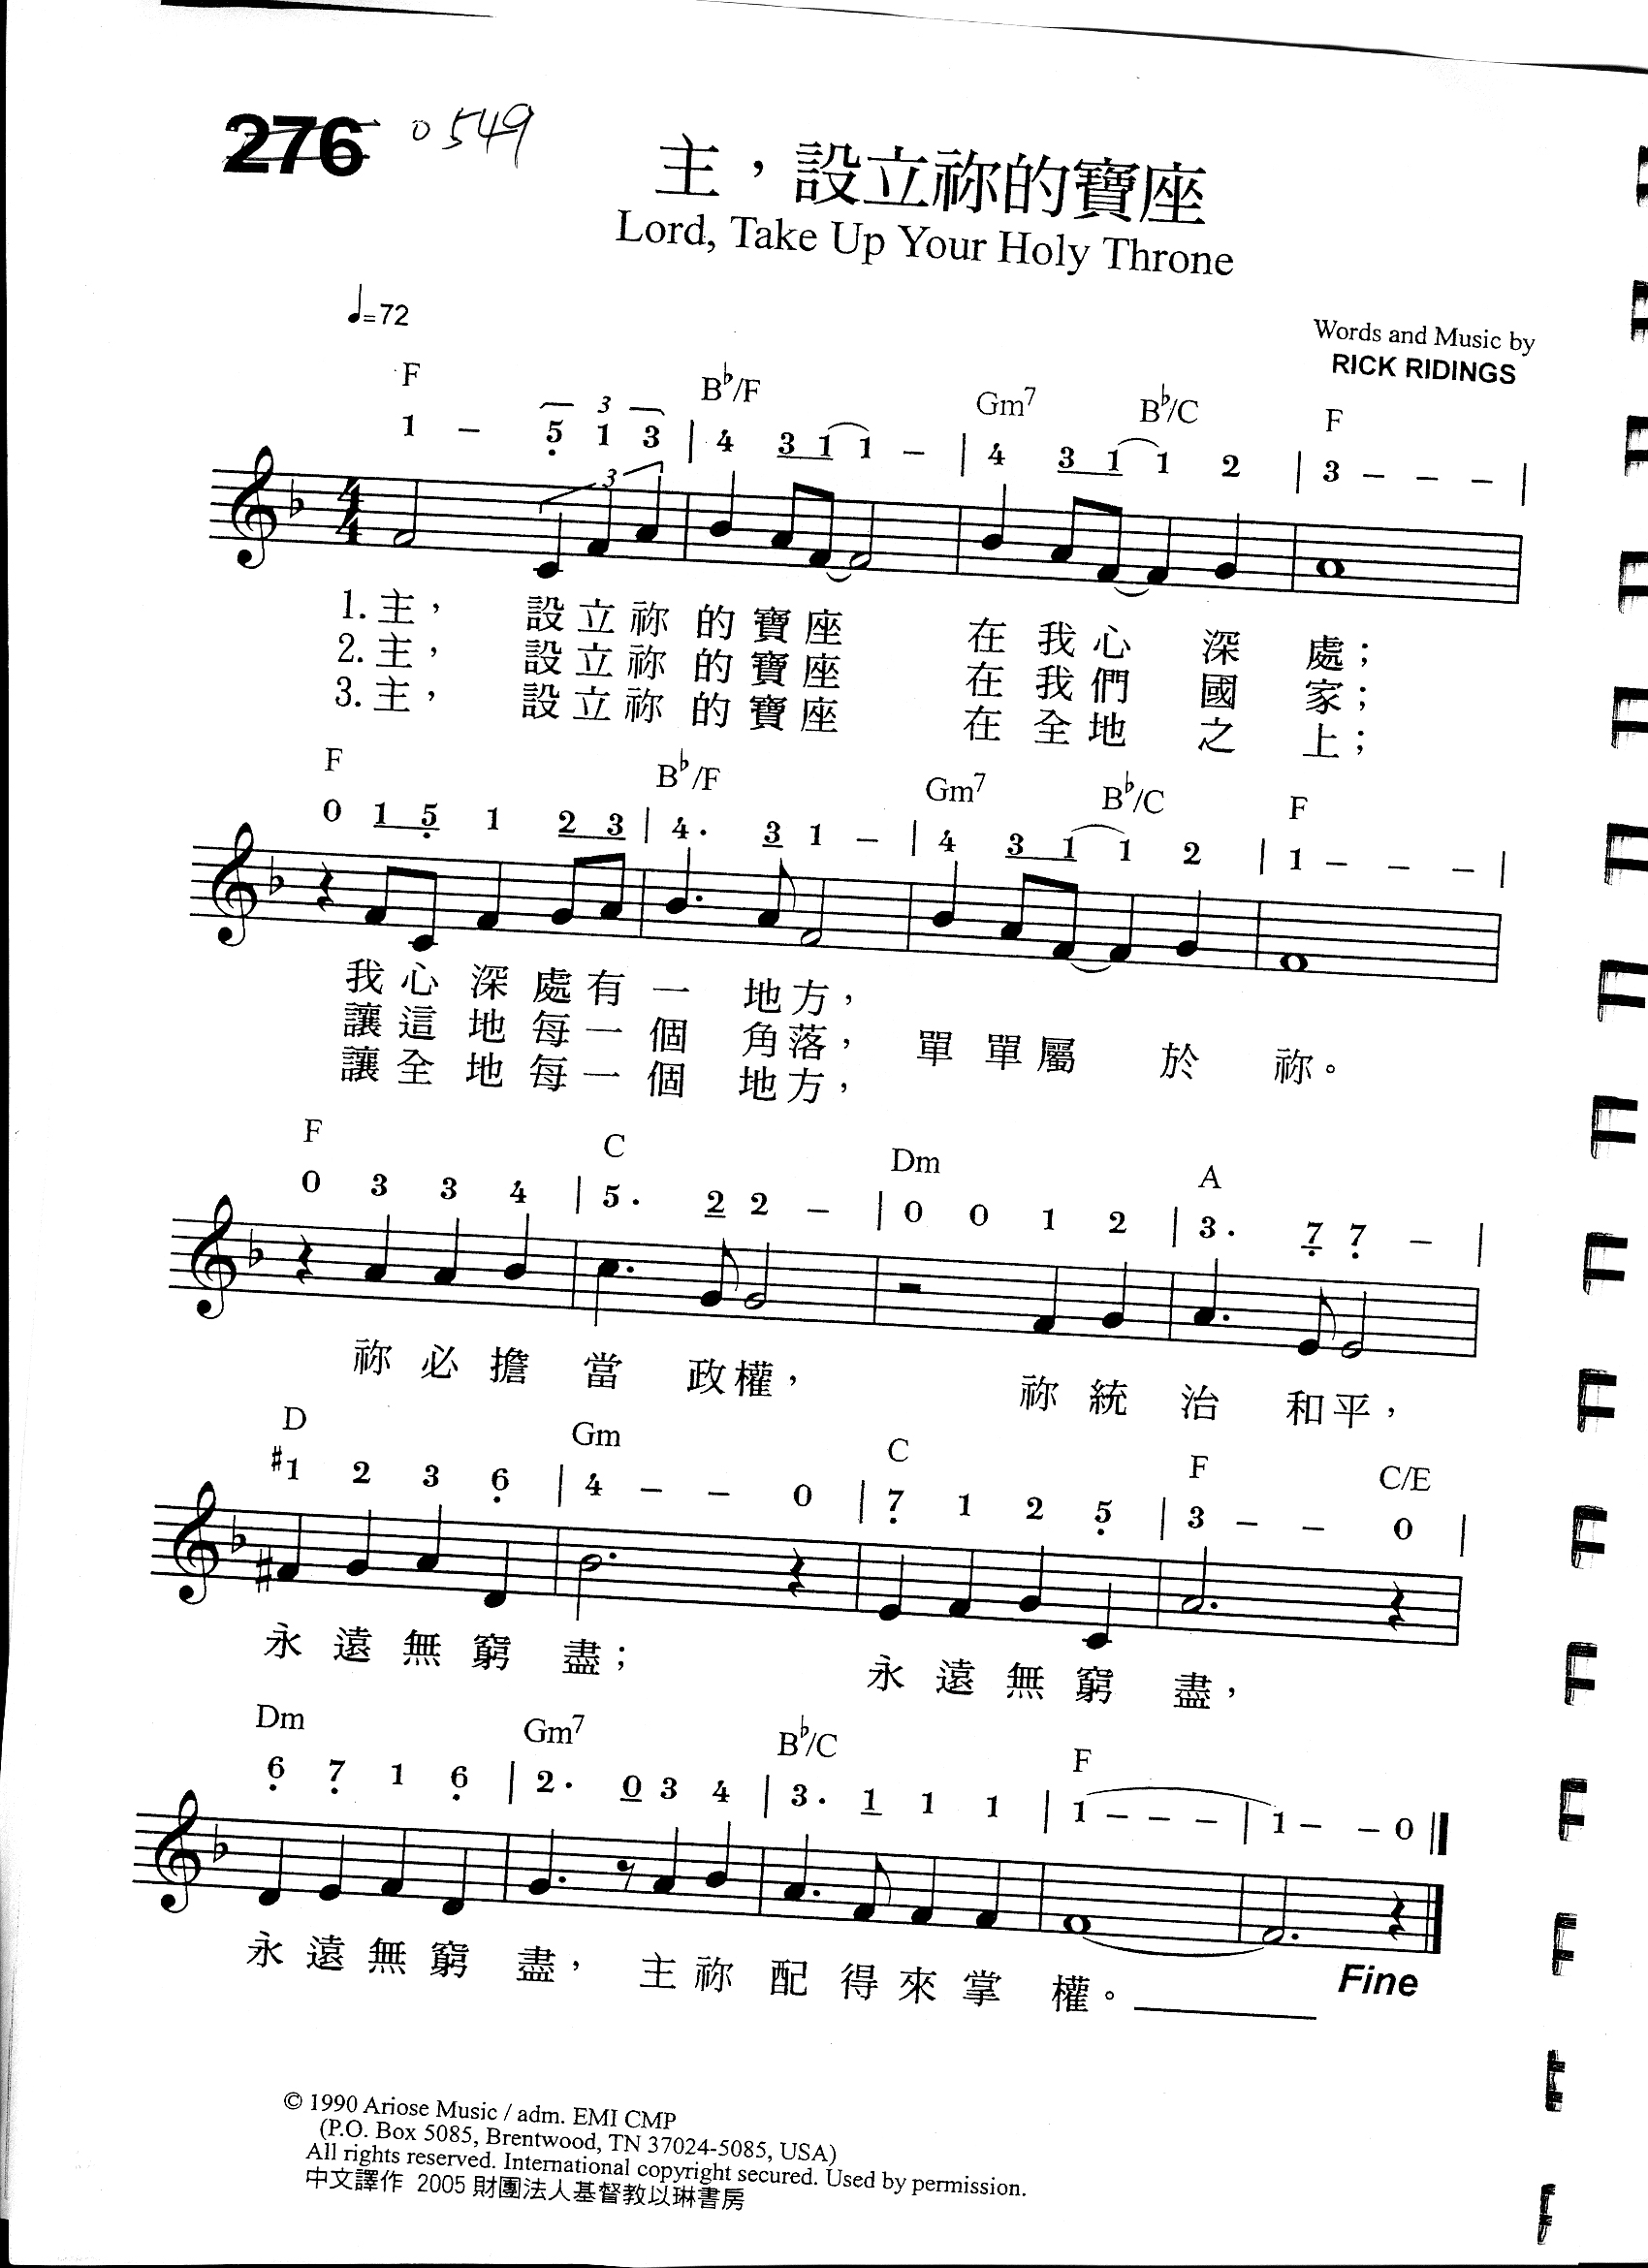 276 0549
主，設立祢的寶座
Lord, Take Up Your Holy Throne
♩=72
Words and Music by
RICK RIDINGS
F B♭/F Gm7 B♭/C F
1 – 5̣ 1 3 | 4 3 1 1 – | 4 3 1 1 2 | 3 – – – |
1.主， 設立祢的寶座 在我心深處；
2.主， 設立祢的寶座 在我們國家；
3.主， 設立祢的寶座 在全地之上；
F B♭/F Gm7 B♭/C F
0 1 5̣ 1 2 3 | 4. 3 1 – | 4 3 1 1 2 | 1 – – – |
我心深處有一地方，
讓這地每一個角落， 單單屬於祢。
讓全地每一個地方，
F C Dm A
0 3 3 4 | 5. 2 2 – | 0 0 1 2 | 3. 7̣ 7̣ – |
祢必擔當政權， 祢統治和平，
D Gm C F C/E
#1 2 3 6̣ | 4 – – 0 | 7̣ 1 2 5̣ | 3 – – 0 |
永遠無窮盡； 永遠無窮盡，
Dm Gm7 B♭/C F
6̣ 7̣ 1 6̣ | 2. 0 3 4 | 3. 1 1 1 | 1 – – – | 1 – – 0 ‖
永遠無窮盡， 主祢配得來掌權。
Fine
© 1990 Ariose Music / adm. EMI CMP
(P.O. Box 5085, Brentwood, TN 37024-5085, USA)
All rights reserved. International copyright secured. Used by permission.
中文譯作 2005 財團法人基督教以琳書房